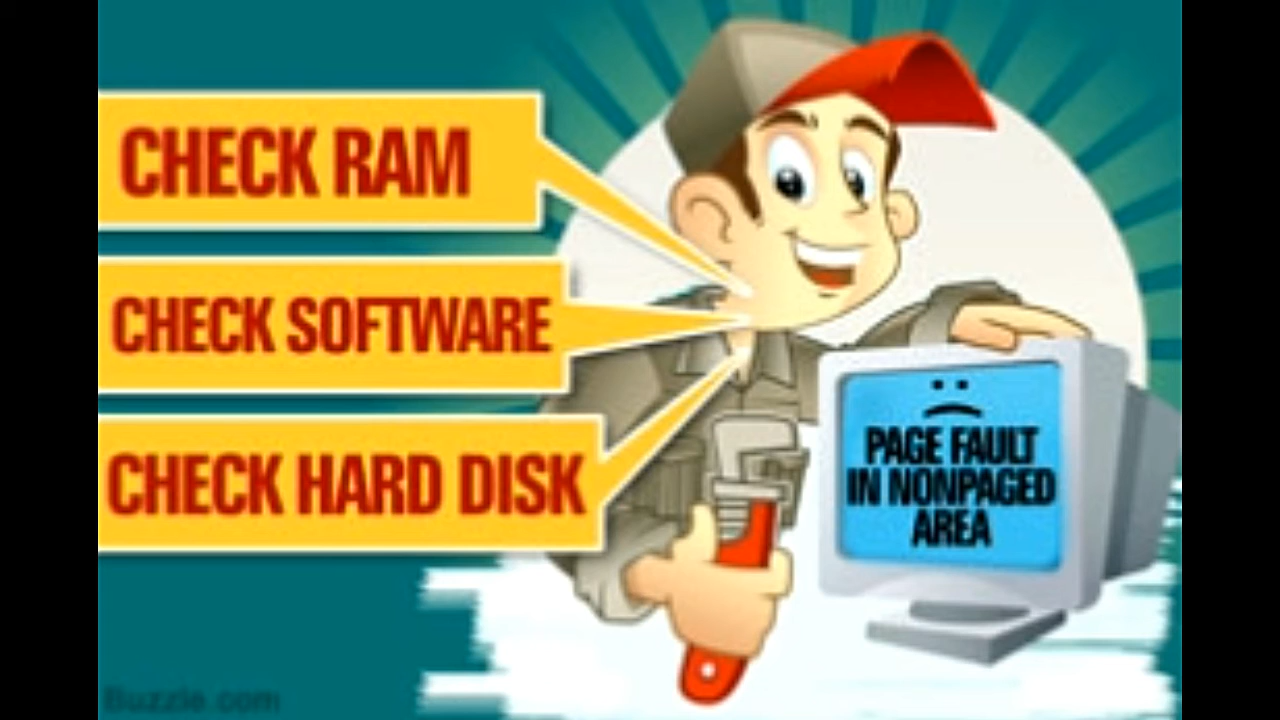 CHECK RAM
CHECK SOFTWARE
CHECK HARD DISK
PAGE FAULT
IN NONPAGED
AREA
Buzzle.com